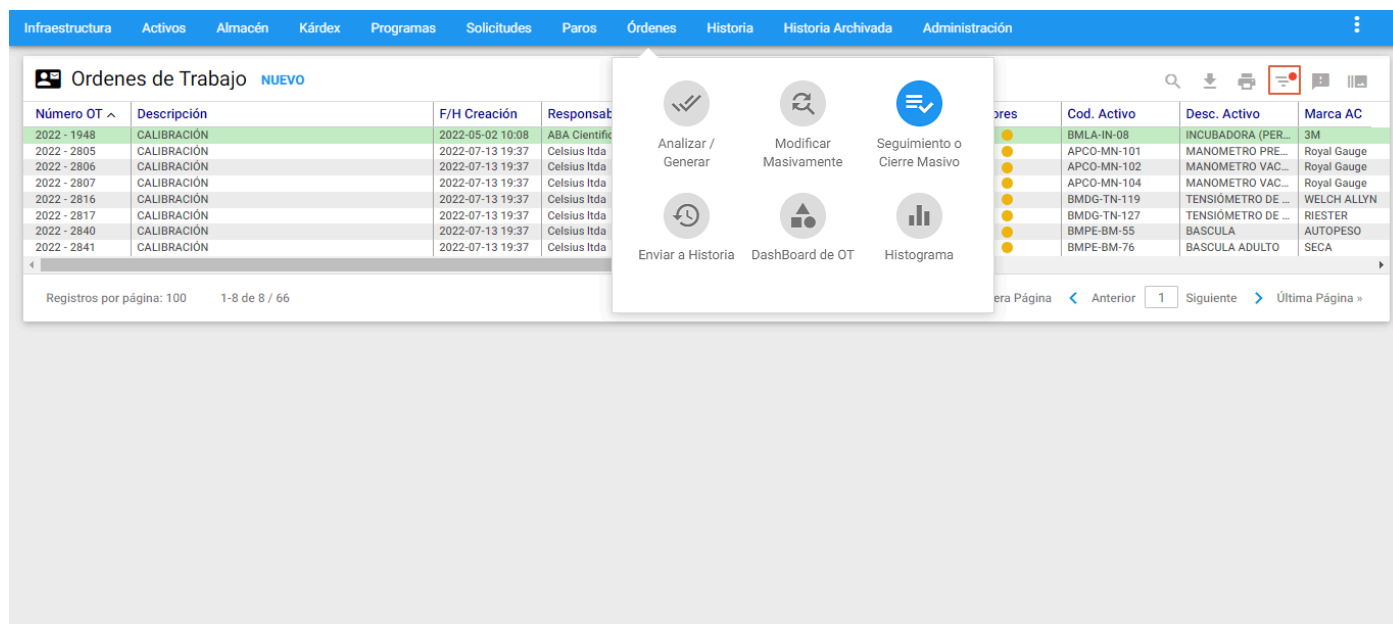 Infraestructura Activos Almacén Kárdex Programas Solicitudes Paros Órdenes Historia Historia Archivada Administración
Ordenes de Trabajo NUEVO
Número OT Descripción F/H Creación Responsab ores Cod. Activo Desc. Activo Marca AC
2022 - 1948 CALIBRACIÓN 2022-05-02 10:08 ABA Cientific BMLA-IN-08 INCUBADORA (PER... 3M
2022 - 2805 CALIBRACIÓN 2022-07-13 19:37 Celsius ltda APCO-MN-101 MANOMETRO PRE... Royal Gauge
2022 - 2806 CALIBRACIÓN 2022-07-13 19:37 Celsius ltda APCO-MN-102 MANOMETRO VAC... Royal Gauge
2022 - 2807 CALIBRACIÓN 2022-07-13 19:37 Celsius ltda APCO-MN-104 MANOMETRO VAC... Royal Gauge
2022 - 2816 CALIBRACIÓN 2022-07-13 19:37 Celsius ltda BMDG-TN-119 TENSIÓMETRO DE ... WELCH ALLYN
2022 - 2817 CALIBRACIÓN 2022-07-13 19:37 Celsius ltda BMDG-TN-127 TENSIÓMETRO DE ... RIESTER
2022 - 2840 CALIBRACIÓN 2022-07-13 19:37 Celsius ltda BMPE-BM-55 BASCULA AUTOPESO
2022 - 2841 CALIBRACIÓN 2022-07-13 19:37 Celsius ltda BMPE-BM-76 BASCULA ADULTO SECA
Analizar / Modificar Seguimiento o
Generar Masivamente Cierre Masivo
Enviar a Historia DashBoard de OT Histograma
Registros por página: 100 1-8 de 8 / 66 era Página Anterior 1 Siguiente Última Página »